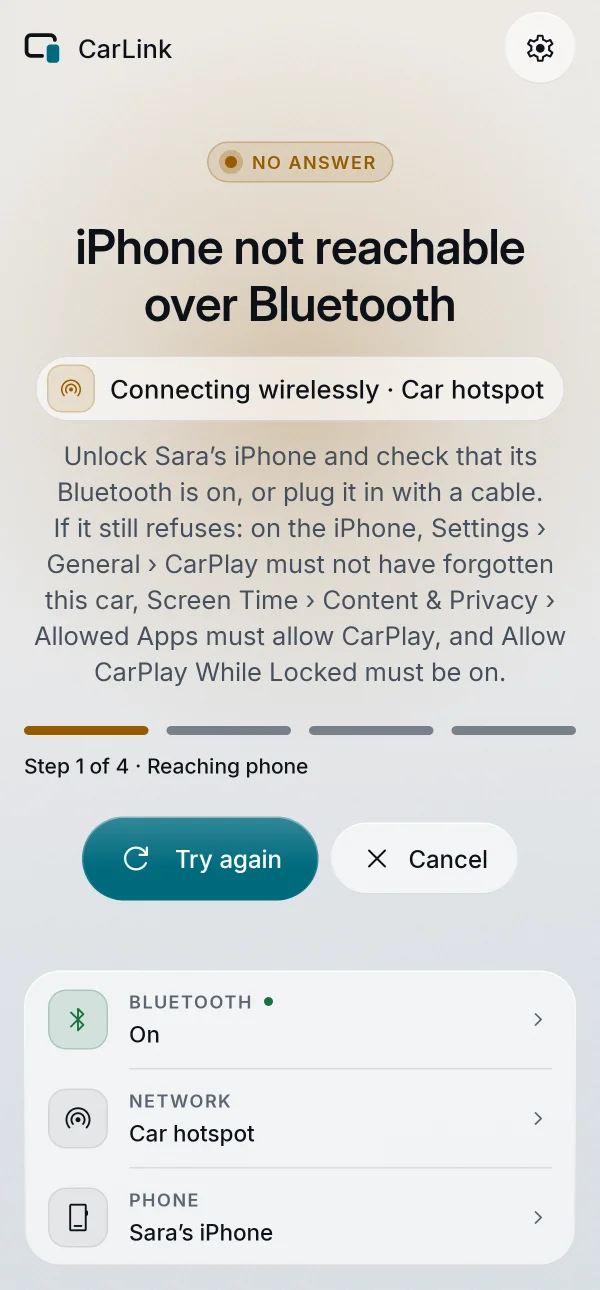 CarLink
NO ANSWER
iPhone not reachable
over Bluetooth
Connecting wirelessly · Car hotspot
Unlock Sara’s iPhone and check that its
Bluetooth is on, or plug it in with a cable.
If it still refuses: on the iPhone, Settings ›
General › CarPlay must not have forgotten
this car, Screen Time › Content & Privacy ›
Allowed Apps must allow CarPlay, and Allow
CarPlay While Locked must be on.
Step 1 of 4 · Reaching phone
Try again
Cancel
BLUETOOTH
On
NETWORK
Car hotspot
PHONE
Sara’s iPhone